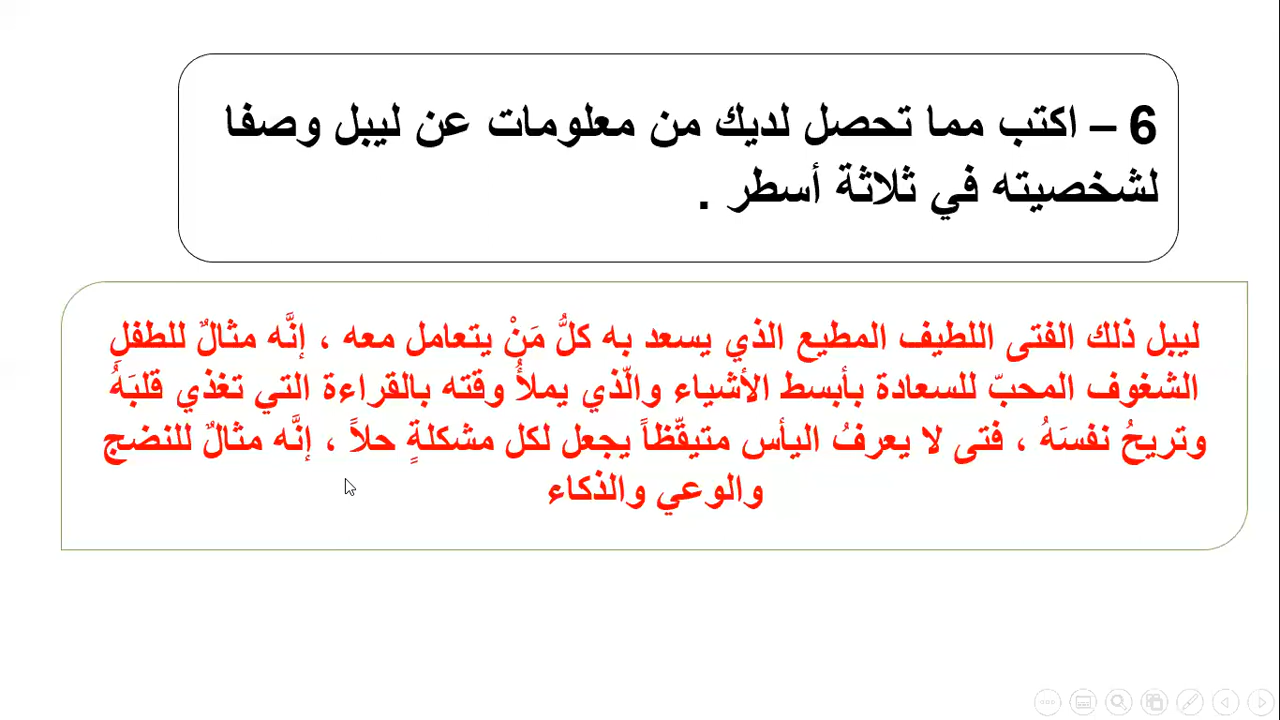 6 – اكتب مما تحصل لديك من معلومات عن ليبل وصفا
لشخصيته في ثلاثة أسطر .
ليبل ذلك الفتى اللطيف المطيع الذي يسعد به كلُّ مَنْ يتعامل معه ، إنَّه مثالٌ للطفلِ
الشغوف المحبّ للسعادة بأبسط الأشياء والّذي يملأُ وقته بالقراءة التي تغذي قلبَهُ
وتريحُ نفسَهُ ، فتى لا يعرفُ اليأس متيقّظاً يجعل لكل مشكلةٍ حلاً ، إنَّه مثالٌ للنضج
والوعي والذكاء